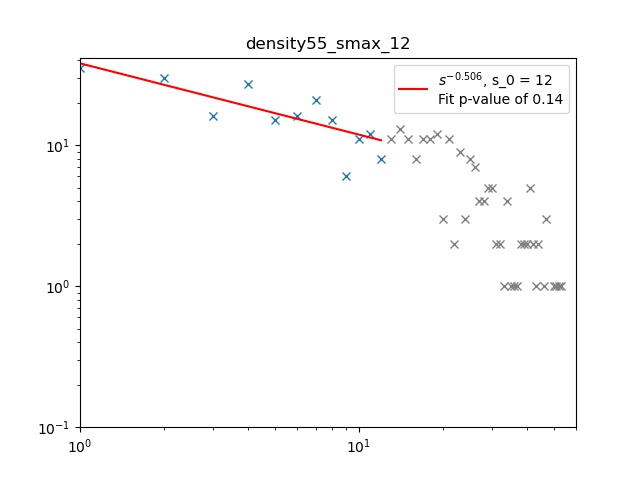 density55_smax_12
s^{-0.506}, s_0 = 12
Fit p-value of 0.14
10^1
10^0
10^{-1}
10^0
10^1